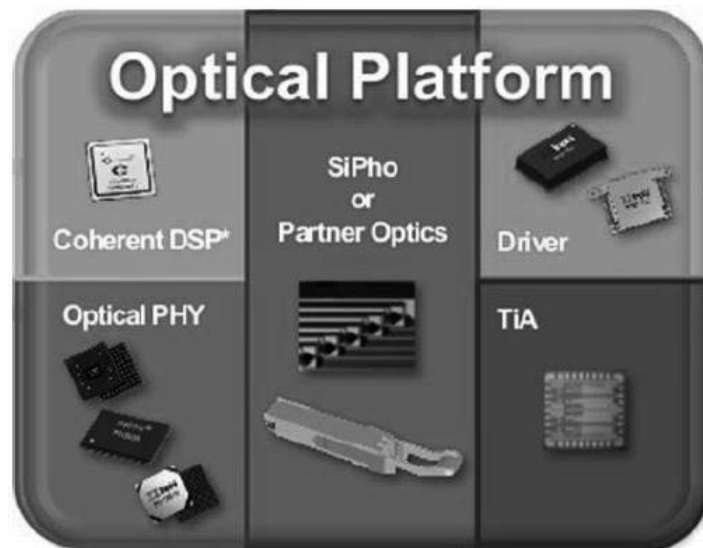 Optical Platform
Coherent DSP*
SiPho
or
Partner Optics
Driver
Optical PHY
TiA